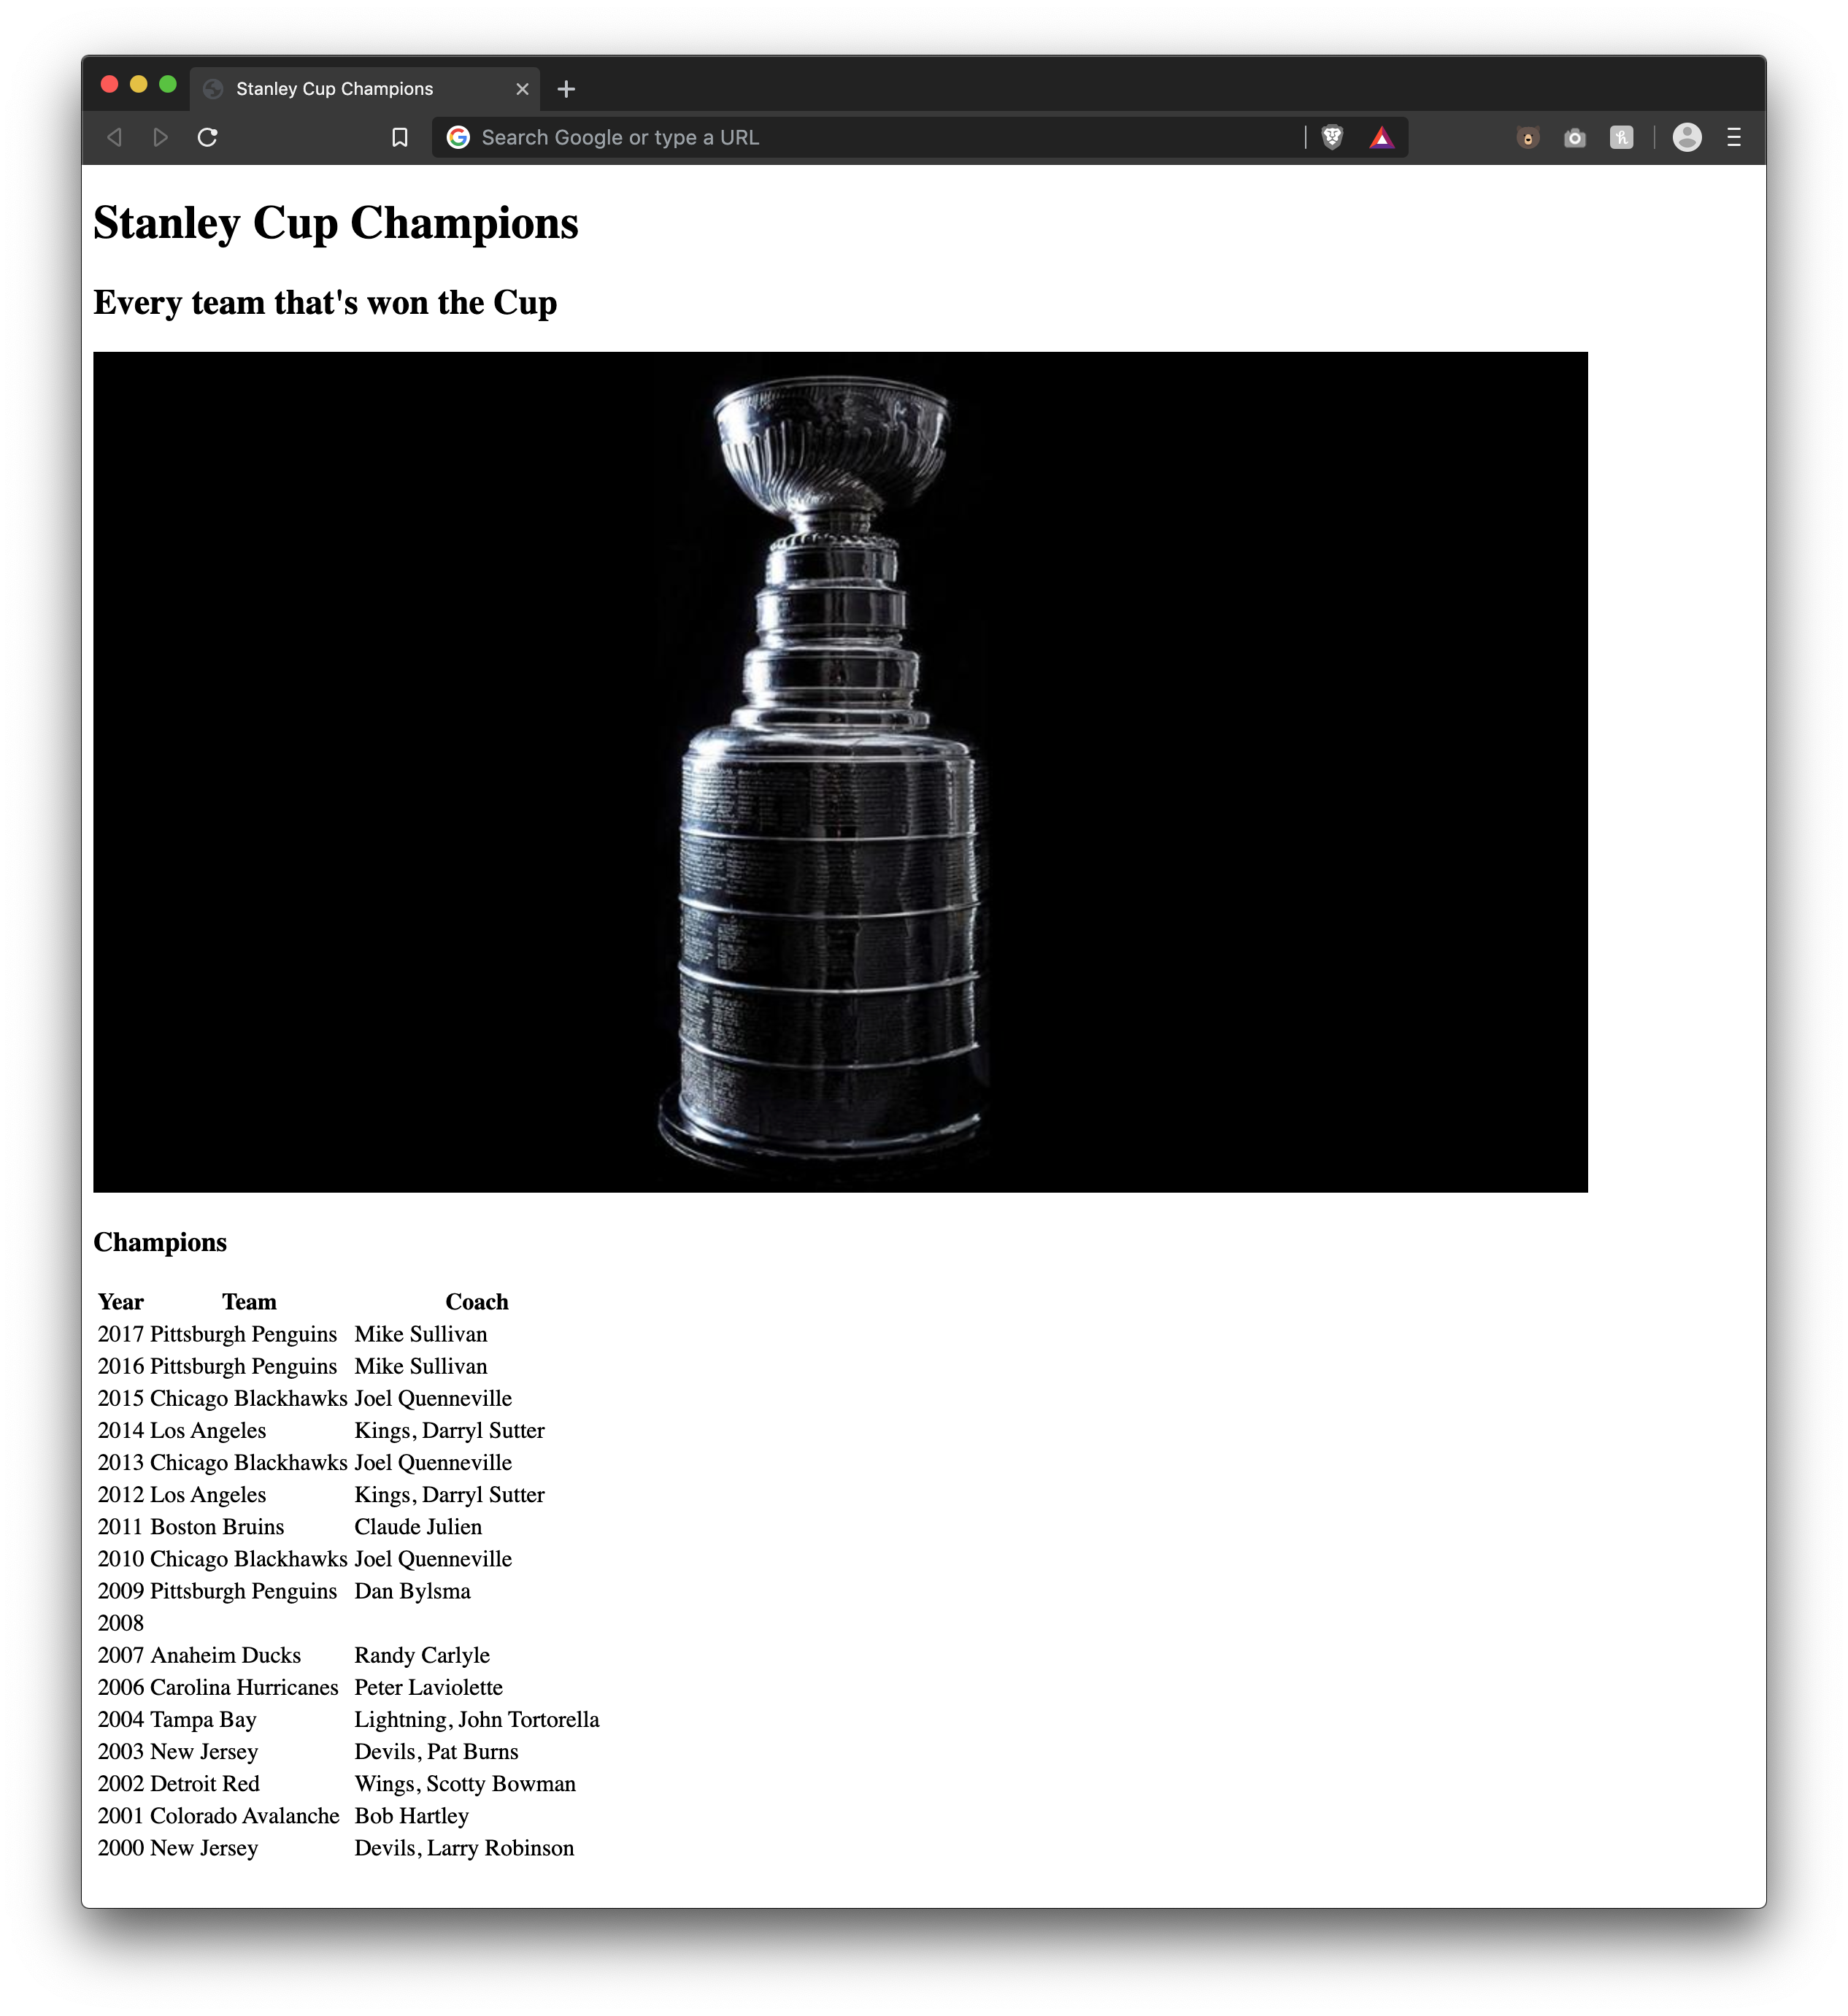 Stanley Cup Champions
Search Google or type a URL
Stanley Cup Champions
Every team that's won the Cup
Champions
Year Team Coach
2017 Pittsburgh Penguins Mike Sullivan
2016 Pittsburgh Penguins Mike Sullivan
2015 Chicago Blackhawks Joel Quenneville
2014 Los Angeles Kings, Darryl Sutter
2013 Chicago Blackhawks Joel Quenneville
2012 Los Angeles Kings, Darryl Sutter
2011 Boston Bruins Claude Julien
2010 Chicago Blackhawks Joel Quenneville
2009 Pittsburgh Penguins Dan Bylsma
2008
2007 Anaheim Ducks Randy Carlyle
2006 Carolina Hurricanes Peter Laviolette
2004 Tampa Bay Lightning, John Tortorella
2003 New Jersey Devils, Pat Burns
2002 Detroit Red Wings, Scotty Bowman
2001 Colorado Avalanche Bob Hartley
2000 New Jersey Devils, Larry Robinson